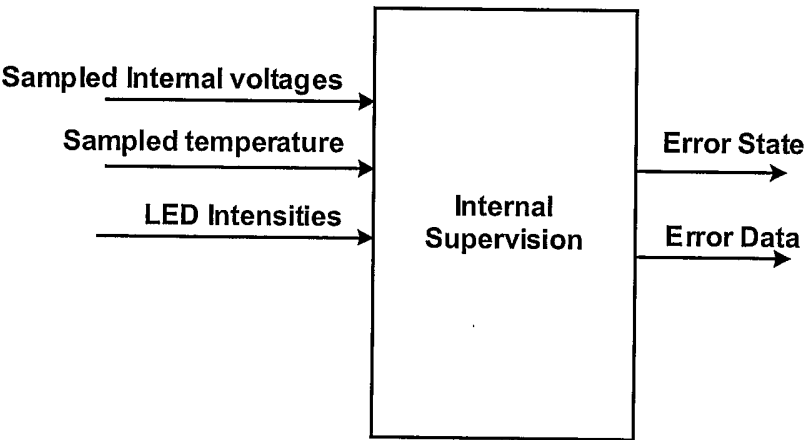 Sampled Internal voltages
Sampled temperature
LED Intensities
Internal
Supervision
Error State
Error Data